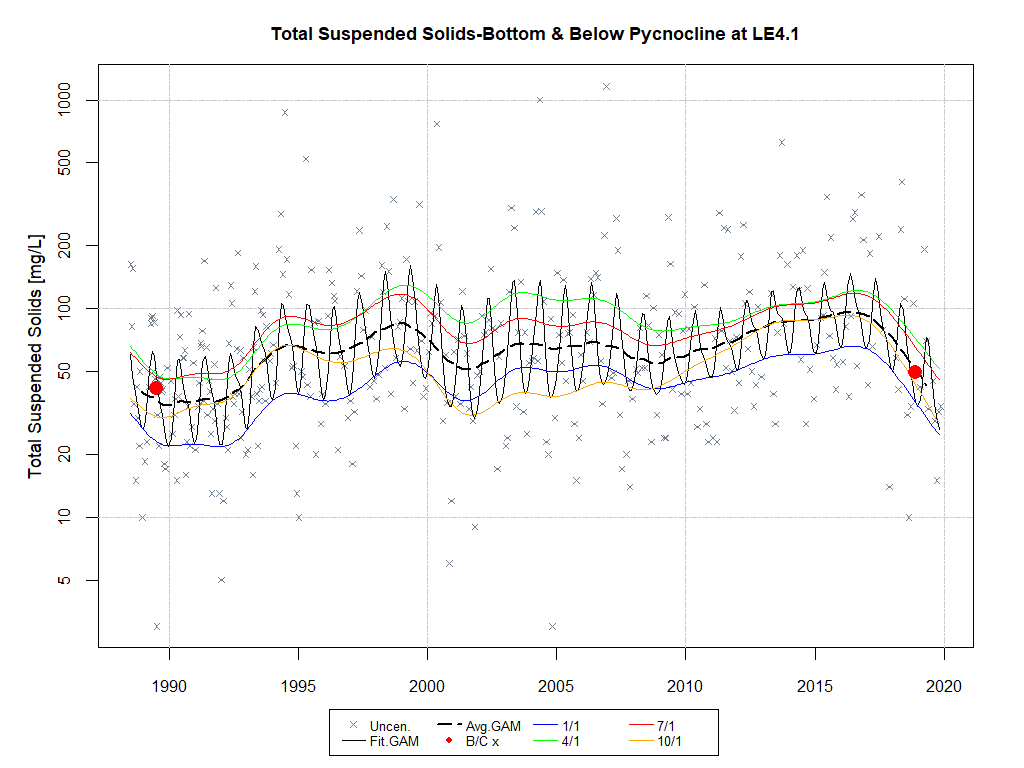 Total Suspended Solids-Bottom & Below Pycnocline at LE4.1
Total Suspended Solids [mg/L]
1000
500
200
100
50
20
10
5
1990 1995 2000 2005 2010 2015 2020
Uncen. Avg.GAM 1/1 7/1
Fit.GAM B/C x 4/1 10/1